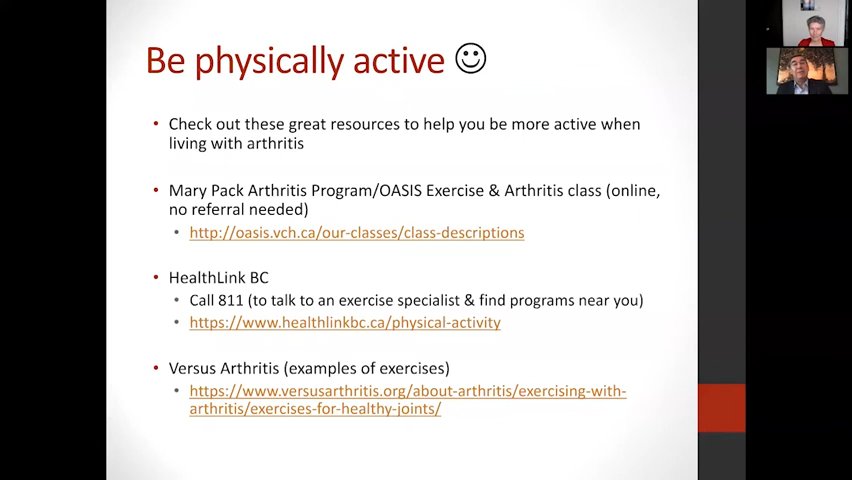 Be physically active ☺
• Check out these great resources to help you be more active when
living with arthritis
• Mary Pack Arthritis Program/OASIS Exercise & Arthritis class (online,
no referral needed)
• http://oasis.vch.ca/our-classes/class-descriptions
• HealthLink BC
• Call 811 (to talk to an exercise specialist & find programs near you)
• https://www.healthlinkbc.ca/physical-activity
• Versus Arthritis (examples of exercises)
• https://www.versusarthritis.org/about-arthritis/exercising-with-
arthritis/exercises-for-healthy-joints/